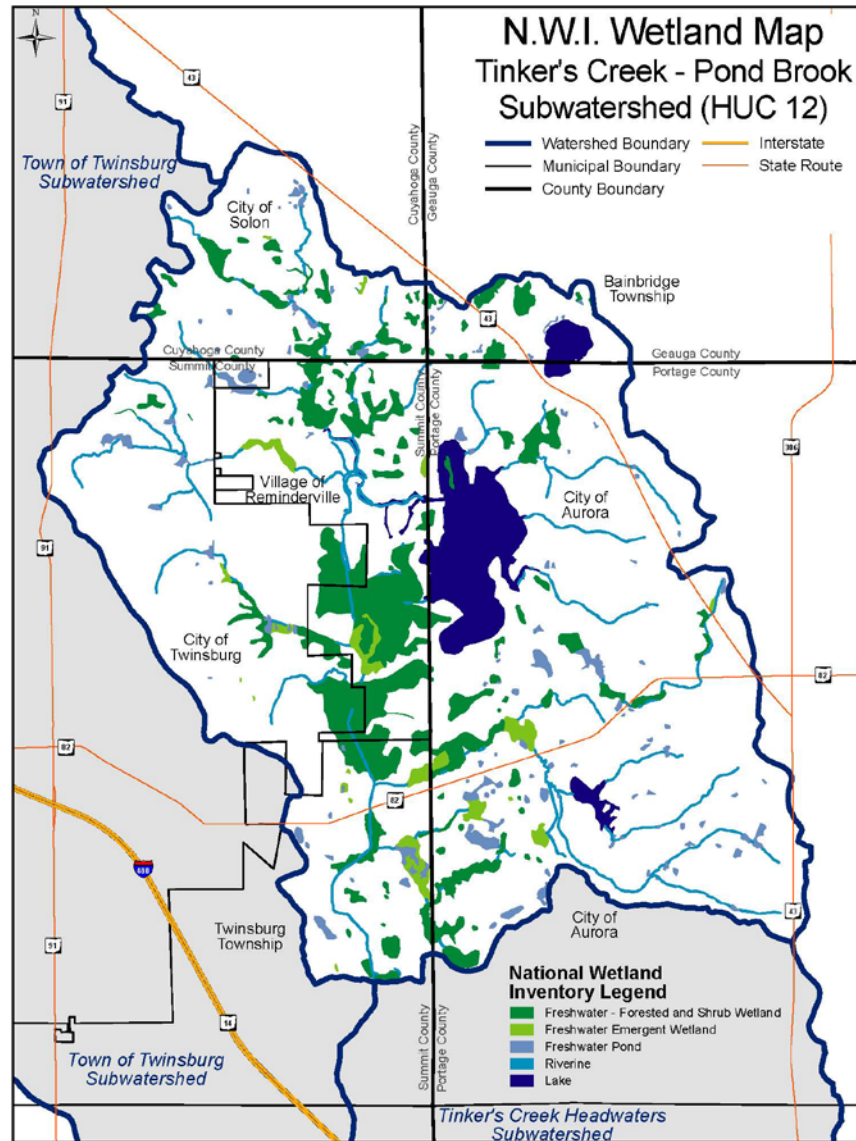 N
N.W.I. Wetland Map
Tinker's Creek - Pond Brook
Subwatershed (HUC 12)
Watershed Boundary
Interstate
Municipal Boundary
State Route
County Boundary
43
91
Town of Twinsburg
Subwatershed
Cuyahoga County
Geauga County
City of
Solon
Bainbridge
Township
43
Cuyahoga County
Summit County
Geauga County
Portage County
Summit County
Portage County
306
Village of
Reminderville
City of
Aurora
91
City of
Twinsburg
82
82
82
480
Twinsburg
Township
City of
Aurora
43
91
National Wetland
Inventory Legend
Freshwater - Forested and Shrub Wetland
Freshwater Emergent Wetland
Freshwater Pond
Riverine
Lake
Summit County
Portage County
Town of Twinsburg
Subwatershed
Tinker's Creek Headwaters
Subwatershed